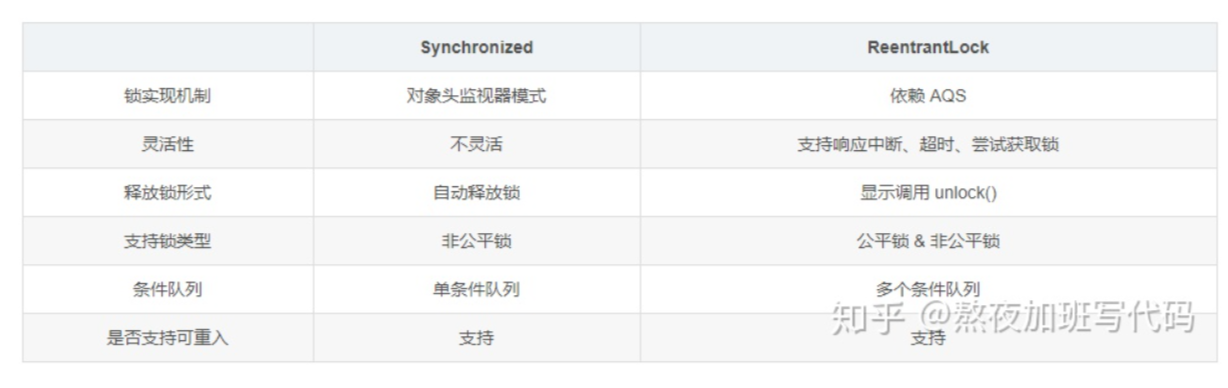 Synchronized ReentrantLock
锁实现机制 对象头监视器模式 依赖 AQS
灵活性 不灵活 支持响应中断、超时、尝试获取锁
释放锁形式 自动释放锁 显示调用 unlock()
支持锁类型 非公平锁 公平锁 & 非公平锁
条件队列 单条件队列 多个条件队列
是否支持可重入 支持 支持
知乎 @熬夜加班写代码